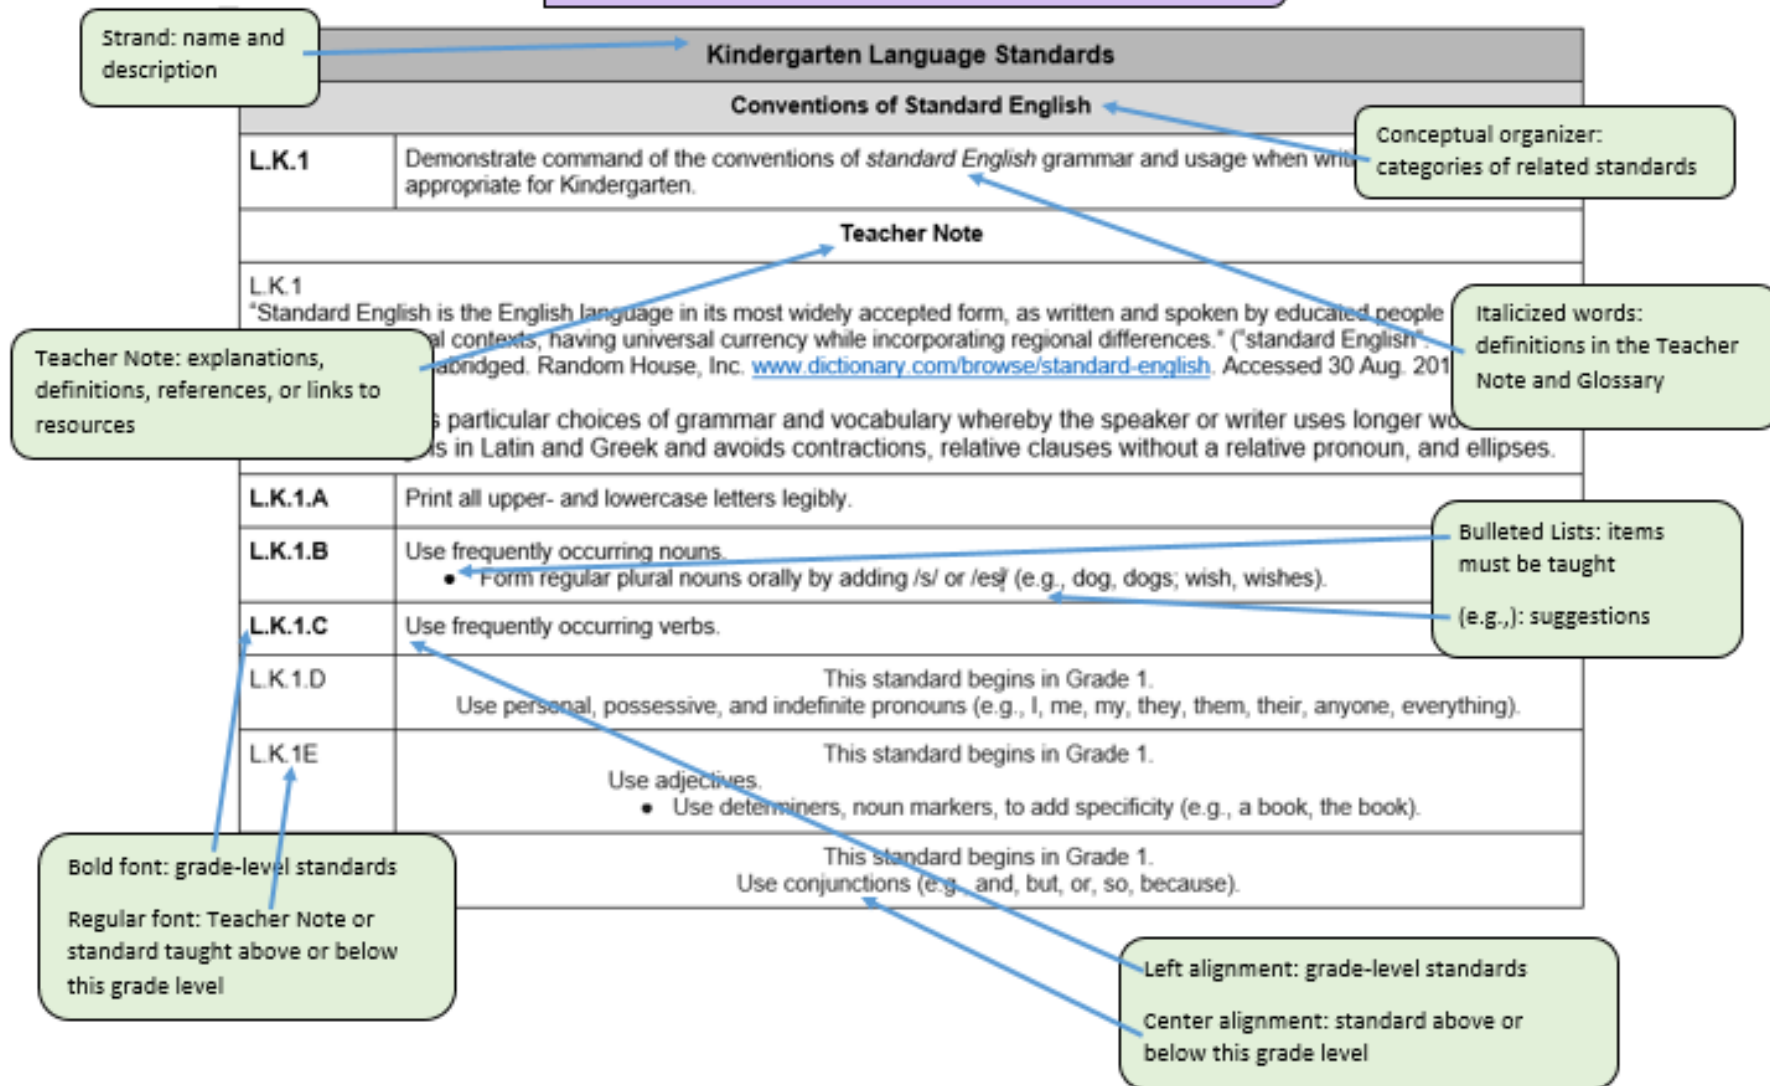 Strand: name and
description
Kindergarten Language Standards
Conventions of Standard English
Conceptual organizer:
categories of related standards
L.K.1
Demonstrate command of the conventions of standard English grammar and usage when
appropriate for Kindergarten.
Teacher Note
L.K.1
"Standard English is the English language in its most widely accepted form, as written and spoken by educated people
contexts, having universal currency while incorporating regional differences." ("standard English".
abridged. Random House, Inc. www.dictionary.com/browse/standard-english. Accessed 30 Aug.
particular choices of grammar and vocabulary whereby the speaker or writer uses longer
in Latin and Greek and avoids contractions, relative clauses without a relative pronoun, and ellipses.
Teacher Note: explanations,
definitions, references, or links to
resources
Italicized words:
definitions in the Teacher
Note and Glossary
L.K.1.A
Print all upper- and lowercase letters legibly.
L.K.1.B
Use frequently occurring nouns.
• Form regular plural nouns orally by adding /s/ or /es/ (e.g., dog, dogs; wish, wishes).
Bulleted Lists: items
must be taught
(e.g.,): suggestions
L.K.1.C
Use frequently occurring verbs.
L.K.1.D
This standard begins in Grade 1.
Use personal, possessive, and indefinite pronouns (e.g., I, me, my, they, them, their, anyone, everything).
L.K.1E
This standard begins in Grade 1.
Use adjectives.
• Use determiners, noun markers, to add specificity (e.g., a book, the book).
This standard begins in Grade 1.
Use conjunctions (e.g., and, but, or, so, because).
Bold font: grade-level standards
Regular font: Teacher Note or
standard taught above or below
this grade level
Left alignment: grade-level standards
Center alignment: standard above or
below this grade level